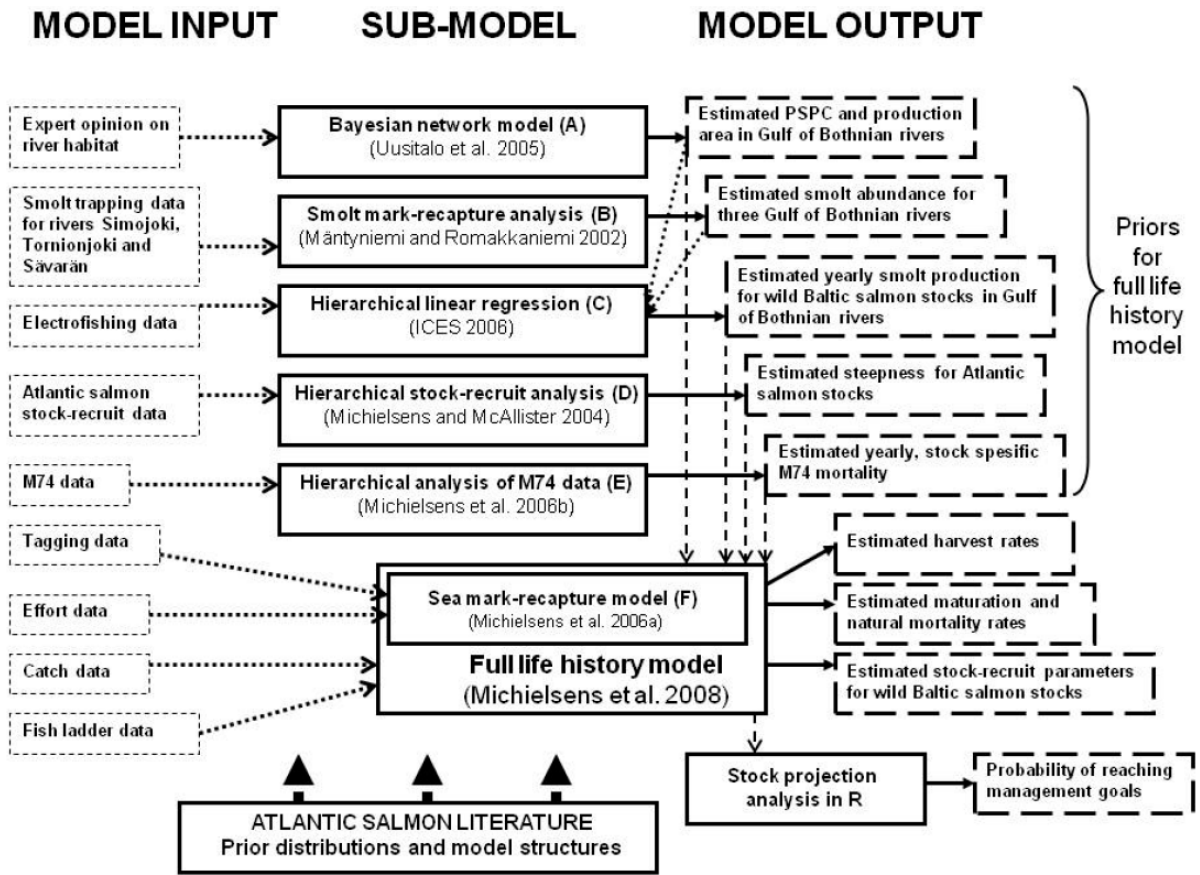 MODEL INPUT
SUB-MODEL
MODEL OUTPUT
Expert opinion on
river habitat
Bayesian network model (A)
(Uusitalo et al. 2005)
Estimated PSPC and production
area in Gulf of Bothnian rivers
Smolt trapping data
for rivers Simojoki,
Tornionjoki and
Sävarän
Smolt mark-recapture analysis (B)
(Mäntyniemi and Romakkaniemi 2002)
Estimated smolt abundance for
three Gulf of Bothnian rivers
Electrofishing data
Hierarchical linear regression (C)
(ICES 2006)
Estimated yearly smolt production
for wild Baltic salmon stocks in Gulf
of Bothnian rivers
Priors
for
full life
history
model
Atlantic salmon
stock-recruit data
Hierarchical stock-recruit analysis (D)
(Michielsens and McAllister 2004)
Estimated steepness for Atlantic
salmon stocks
M74 data
Hierarchical analysis of M74 data (E)
(Michielsens et al. 2006b)
Estimated yearly, stock spesific
M74 mortality
Tagging data
Effort data
Catch data
Fish ladder data
Sea mark-recapture model (F)
(Michielsens et al. 2006a)
Full life history model
(Michielsens et al. 2008)
Estimated harvest rates
Estimated maturation and
natural mortality rates
Estimated stock-recruit parameters
for wild Baltic salmon stocks
Stock projection
analysis in R
Probability of reaching
management goals
ATLANTIC SALMON LITERATURE
Prior distributions and model structures